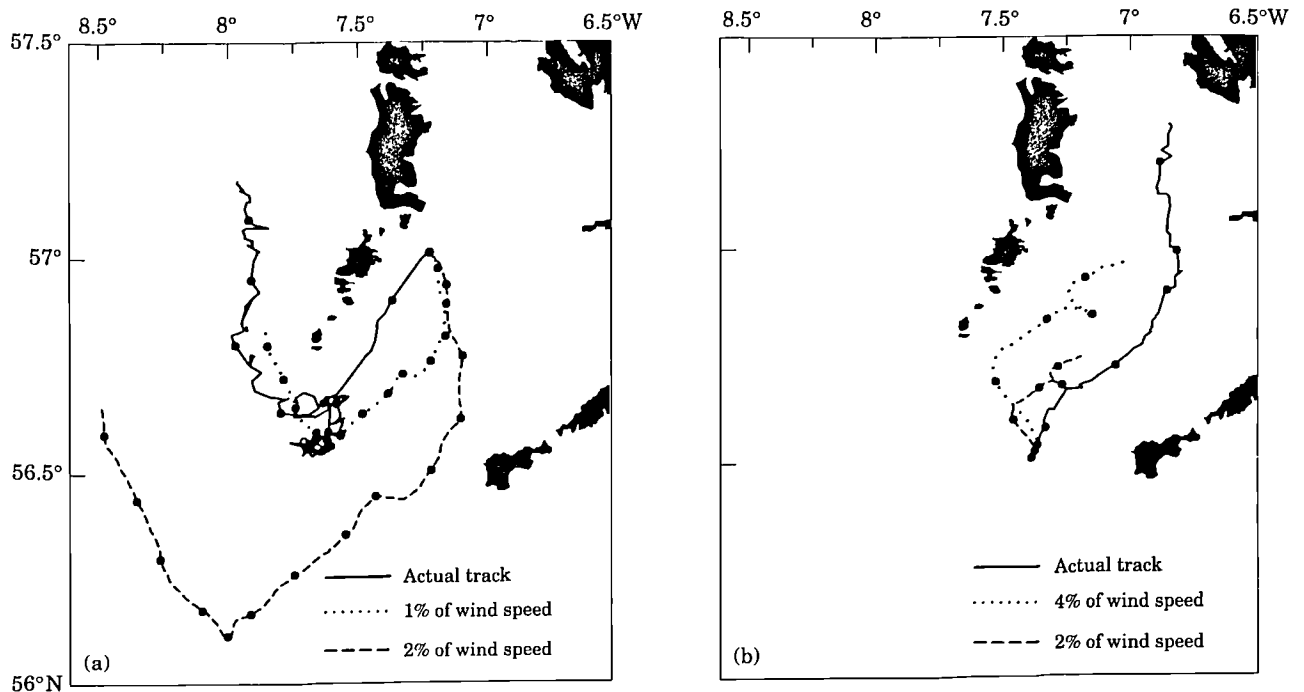 8.5° 8° 7.5° 7° 6.5°W
57.5°
57°
56.5°
56°N
Actual track
1% of wind speed
2% of wind speed
(a)
8.5° 8° 7.5° 7° 6.5°W
Actual track
4% of wind speed
2% of wind speed
(b)